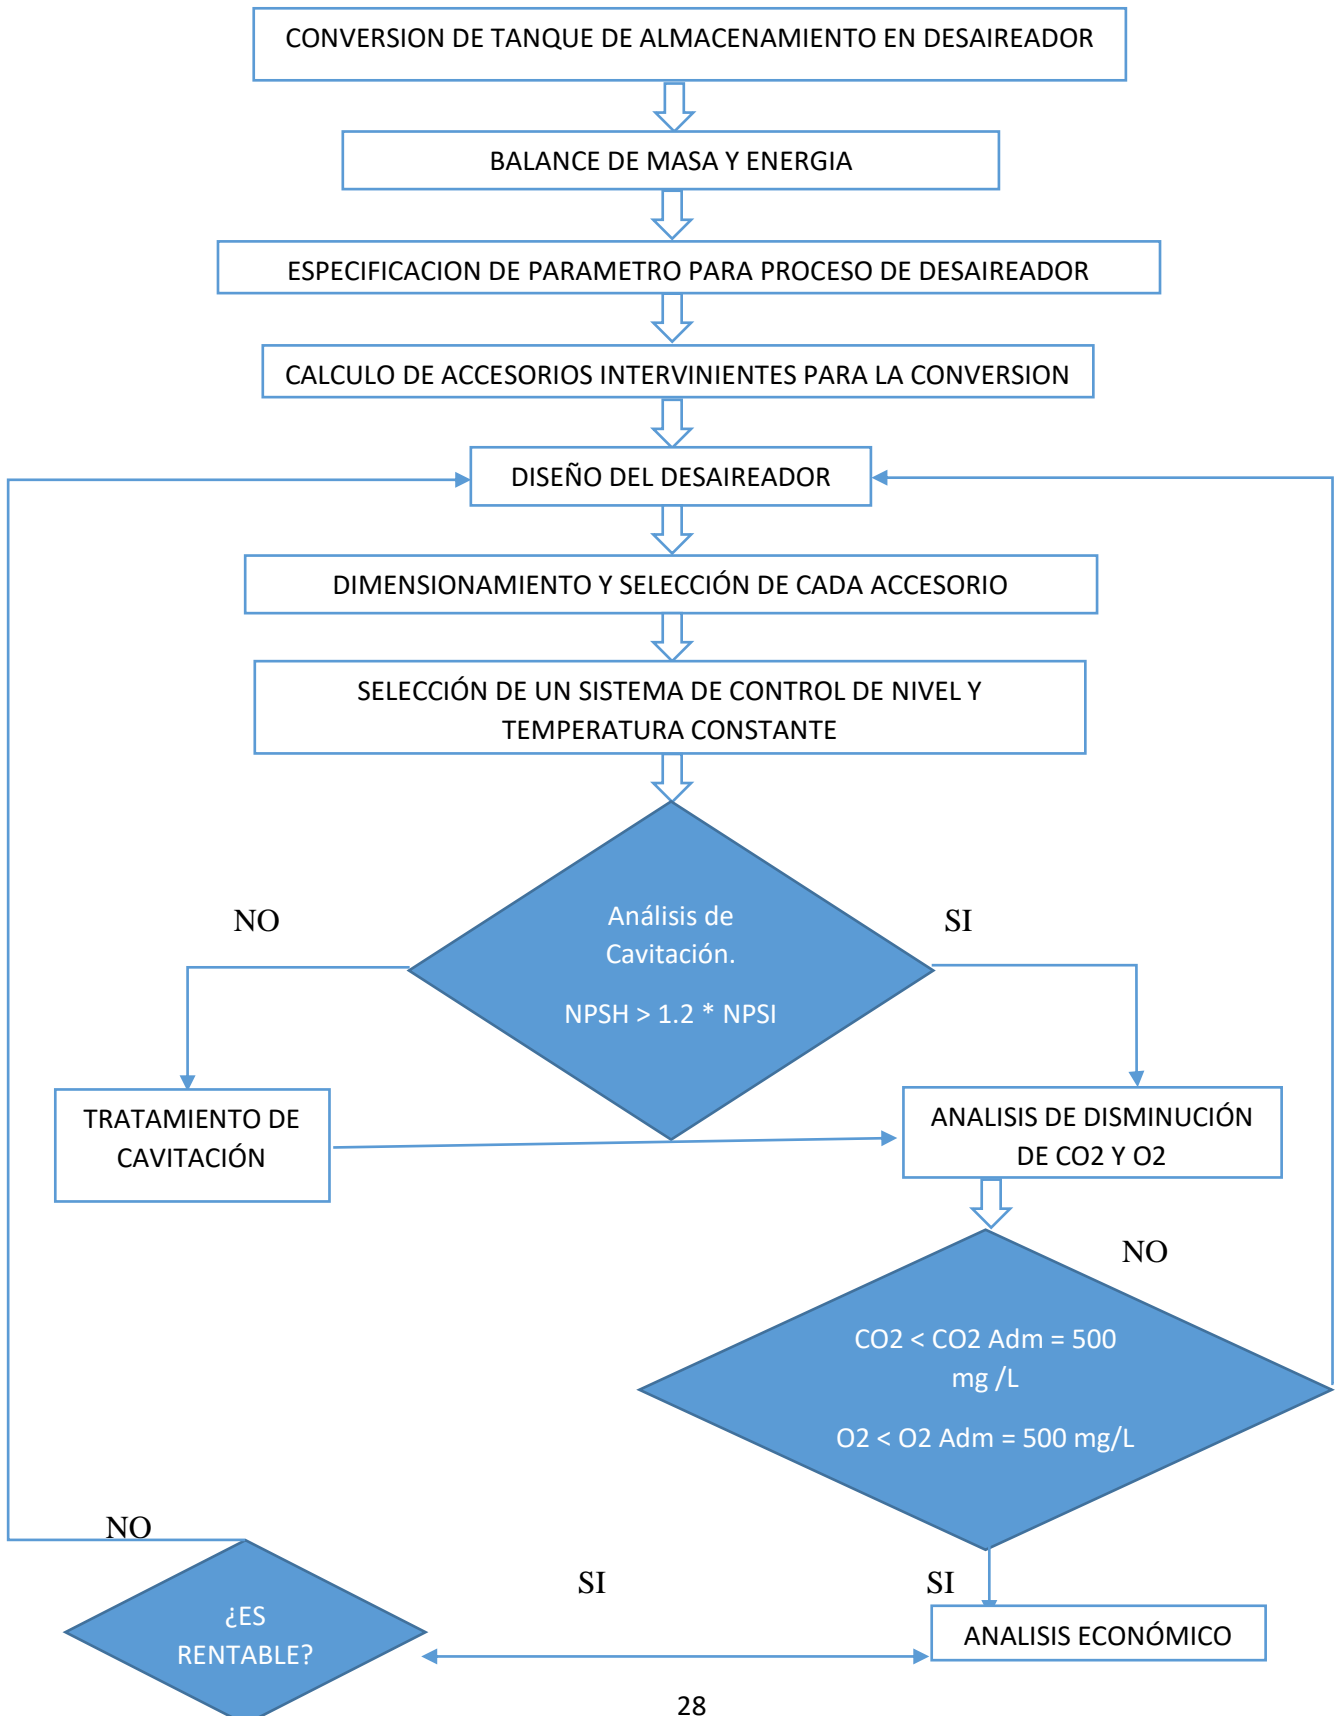 CONVERSION DE TANQUE DE ALMACENAMIENTO EN DESAIREADOR
BALANCE DE MASA Y ENERGIA
ESPECIFICACION DE PARAMETRO PARA PROCESO DE DESAIREADOR
CALCULO DE ACCESORIOS INTERVINIENTES PARA LA CONVERSION
DISEÑO DEL DESAIREADOR
DIMENSIONAMIENTO Y SELECCIÓN DE CADA ACCESORIO
SELECCIÓN DE UN SISTEMA DE CONTROL DE NIVEL Y
TEMPERATURA CONSTANTE
NO
Análisis de
Cavitación.
NPSH > 1.2 * NPSI
SI
TRATAMIENTO DE
CAVITACIÓN
ANALISIS DE DISMINUCIÓN
DE CO2 Y O2
NO
CO2 < CO2 Adm = 500
mg /L
O2 < O2 Adm = 500 mg/L
NO
SI
SI
¿ES
RENTABLE?
ANALISIS ECONÓMICO
28